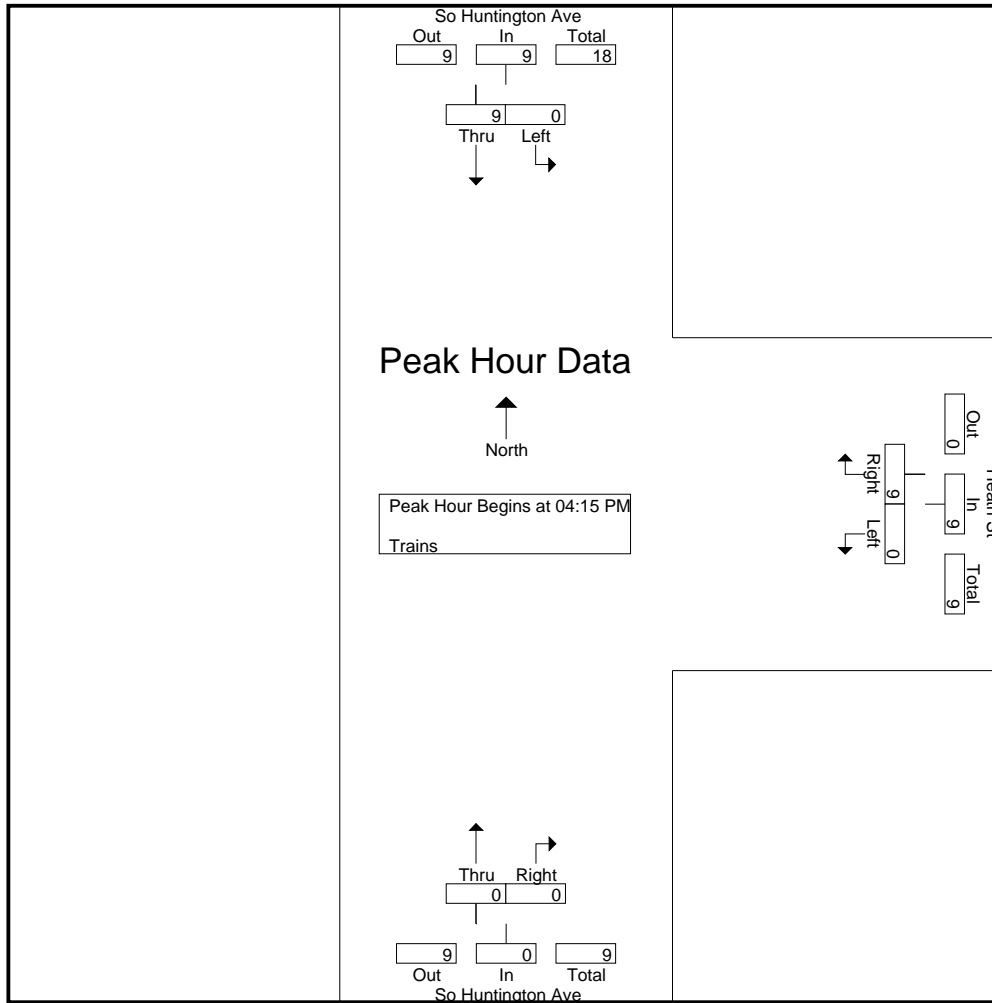 So Huntington Ave
Out In Total
9 9 18
9 0
Thru Left
Peak Hour Data
North
Peak Hour Begins at 04:15 PM
Trains
Out
0
Right
9
In
9
Left
0
Total
9
Thru Right
0 0
9 0 9
Out In Total
So Huntington Ave